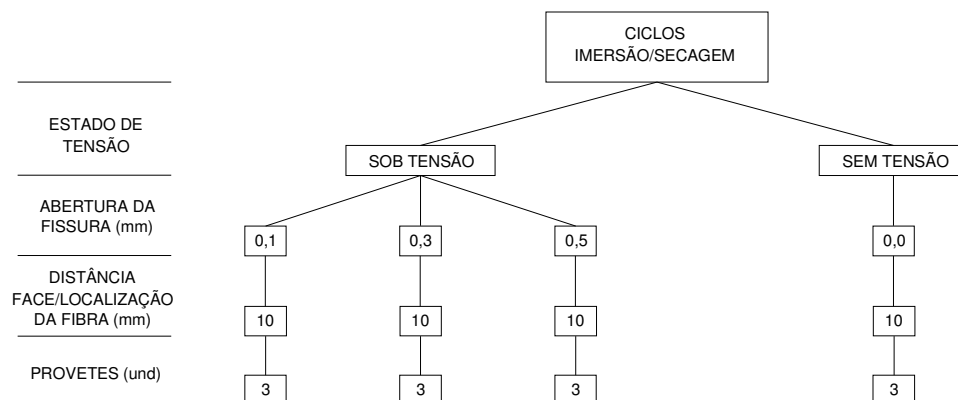 CICLOS
IMERSÃO/SECAGEM
ESTADO DE
TENSÃO
SOB TENSÃO
SEM TENSÃO
ABERTURA DA
FISSURA (mm)
0,1
0,3
0,5
0,0
DISTÂNCIA
FACE/LOCALIZAÇÃO
DA FIBRA (mm)
10
10
10
10
PROVETES (und)
3
3
3
3